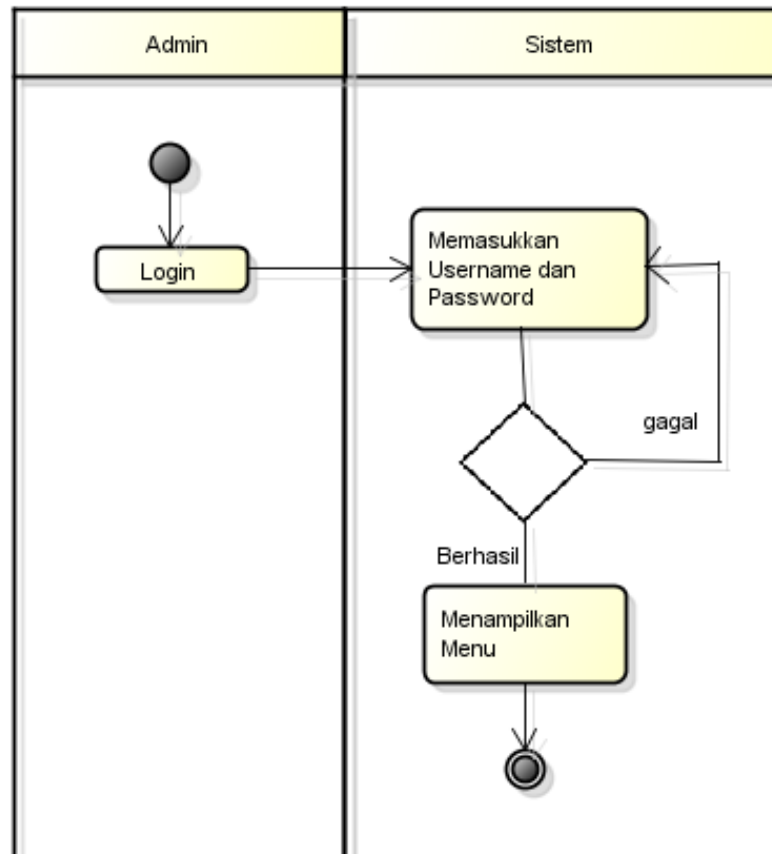 Admin
Sistem
Login
Memasukkan
Username dan
Password
gagal
Berhasil
Menampilkan
Menu